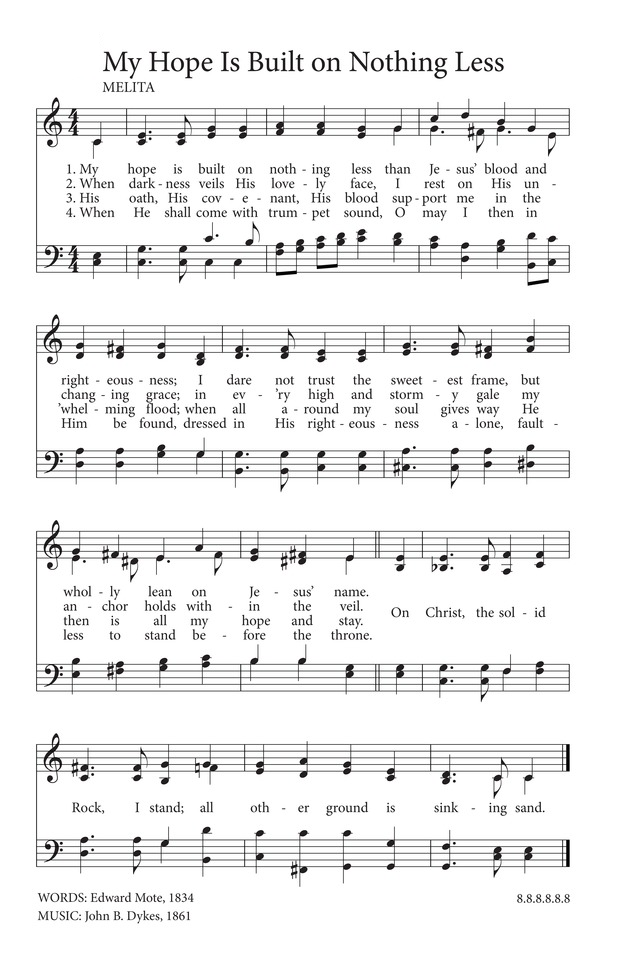 My Hope Is Built on Nothing Less
MELITA
1. My hope is built on noth - ing less than Je - sus' blood and
2. When dark - ness veils His love - ly face, I rest on His un -
3. His oath, His cov - e - nant, His blood sup - port me in the
4. When He shall come with trum - pet sound, O may I then in
right - eous - ness; I dare not trust the sweet - est frame, but
chang - ing grace; in ev - 'ry high and storm - y gale my
'whel - ming flood; when all a - round my soul gives way He
Him be found, dressed in His right - eous - ness a - lone, fault -
whol - ly lean on Je - sus' name.
an - chor holds with - in the veil.
then is all my hope and stay.
less to stand be - fore the throne.
On Christ, the sol - id
Rock, I stand; all oth - er ground is sink - ing sand.
WORDS: Edward Mote, 1834
MUSIC: John B. Dykes, 1861
8.8.8.8.8.8